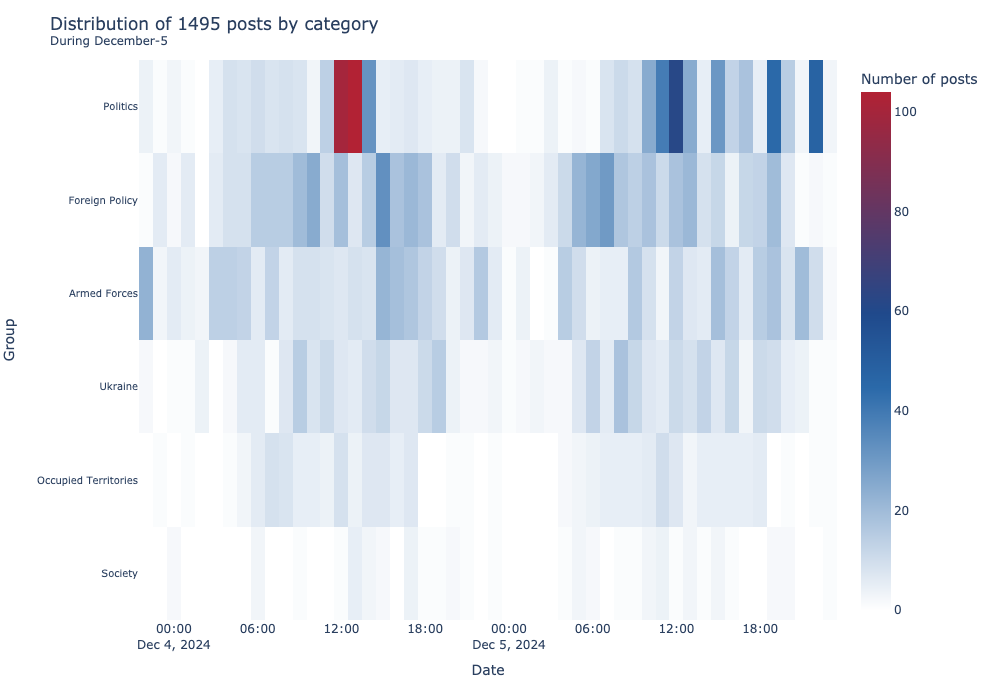 Distribution of 1495 posts by category
During December-5
Number of posts
100
80
60
40
20
0
Group
Politics
Foreign Policy
Armed Forces
Ukraine
Occupied Territories
Society
00:00 06:00 12:00 18:00 00:00 06:00 12:00 18:00
Dec 4, 2024 Dec 5, 2024
Date